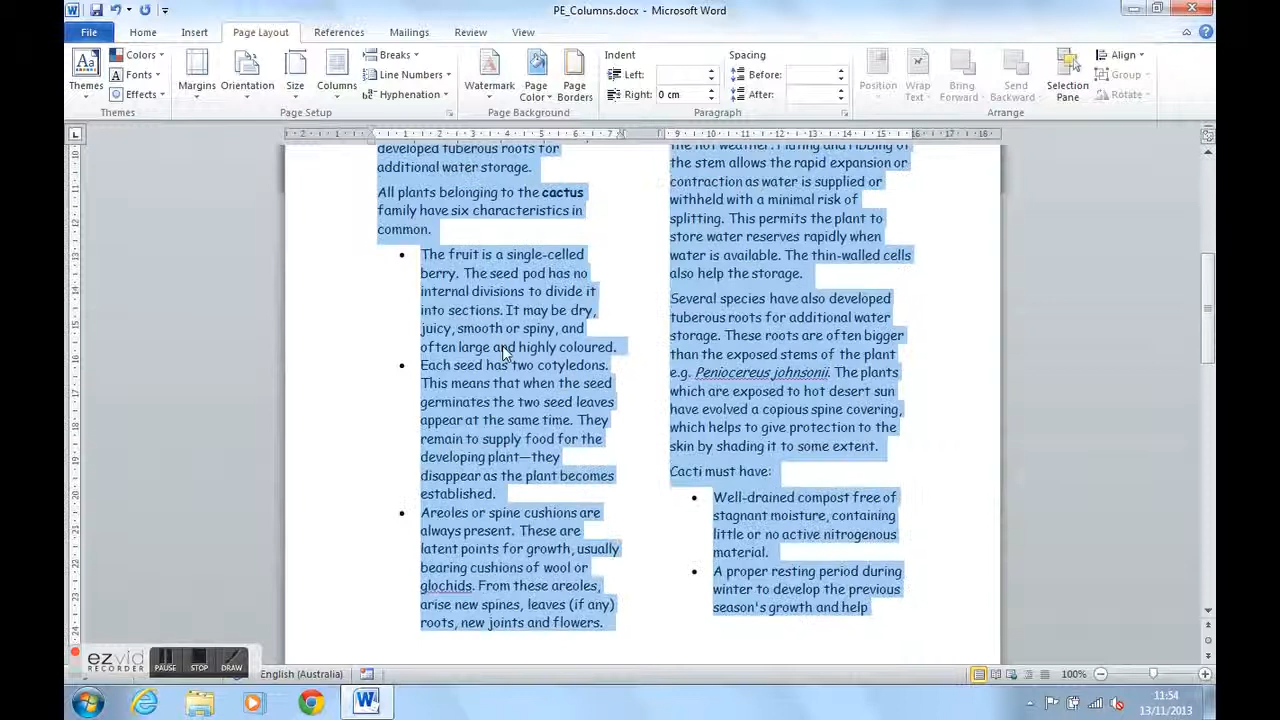 PE_Columns.docx - Microsoft Word
File Home Insert Page Layout References Mailings Review View
Themes
Colors
Fonts
Effects
Themes
Margins
Orientation
Size
Columns
Breaks
Line Numbers
Hyphenation
Page Setup
Watermark
Page Color
Page Borders
Page Background
Indent
Left:
Right: 0 cm
Spacing
Before:
After:
Paragraph
Position
Wrap Text
Bring Forward
Send Backward
Selection Pane
Align
Group
Rotate
Arrange
developed tuberous roots for
additional water storage.
All plants belonging to the cactus
family have six characteristics in
common.
• The fruit is a single-celled
berry. The seed pod has no
internal divisions to divide it
into sections. It may be dry,
juicy, smooth or spiny, and
often large and highly coloured.
• Each seed has two cotyledons.
This means that when the seed
germinates the two seed leaves
appear at the same time. They
remain to supply food for the
developing plant—they
disappear as the plant becomes
established.
• Areoles or spine cushions are
always present. These are
latent points for growth, usually
bearing cushions of wool or
glochids. From these areoles,
arise new spines, leaves (if any)
roots, new joints and flowers.
the hot weather. Fluting and ribbing of
the stem allows the rapid expansion or
contraction as water is supplied or
withheld with a minimal risk of
splitting. This permits the plant to
store water reserves rapidly when
water is available. The thin-walled cells
also help the storage.
Several species have also developed
tuberous roots for additional water
storage. These roots are often bigger
than the exposed stems of the plant
e.g. Peniocereus johnsonii. The plants
which are exposed to hot desert sun
have evolved a copious spine covering,
which helps to give protection to the
skin by shading it to some extent.
Cacti must have:
• Well-drained compost free of
stagnant moisture, containing
little or no active nitrogenous
material.
• A proper resting period during
winter to develop the previous
season's growth and help
ezvid
RECORDER
PAUSE STOP DRAW
English (Australia)
100%
11:54
13/11/2013